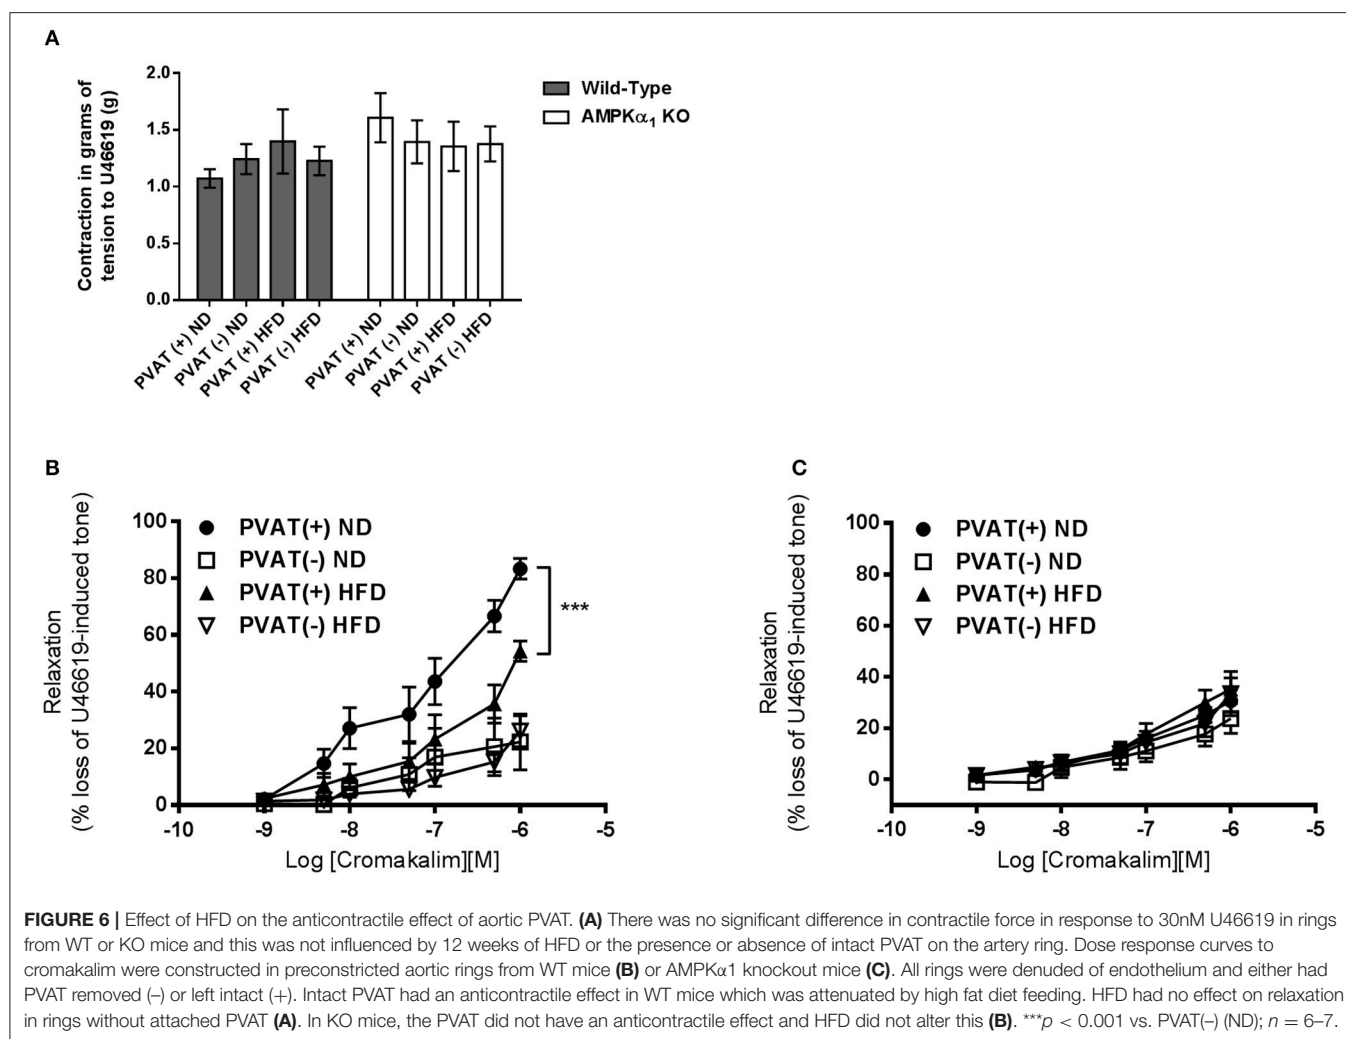 A
Contraction in grams of
tension to U46619 (g)
2.0
1.5
1.0
0.5
0.0
PVAT (+) ND
PVAT (-) ND
PVAT (+) HFD
PVAT (-) HFD
PVAT (+) ND
PVAT (-) ND
PVAT (+) HFD
PVAT (-) HFD
Wild-Type
AMPKα₁ KO
B
Relaxation
(% loss of U46619-induced tone)
100
80
60
40
20
0
PVAT(+) ND
PVAT(-) ND
PVAT(+) HFD
PVAT(-) HFD
***
-10
-9
-8
-7
-6
-5
Log [Cromakalim][M]
C
Relaxation
(% loss of U46619-induced tone)
100
80
60
40
20
0
PVAT(+) ND
PVAT(-) ND
PVAT(+) HFD
PVAT(-) HFD
-10
-9
-8
-7
-6
-5
Log [Cromakalim][M]
FIGURE 6 | Effect of HFD on the anticontractile effect of aortic PVAT. (A) There was no significant difference in contractile force in response to 30nM U46619 in rings
from WT or KO mice and this was not influenced by 12 weeks of HFD or the presence or absence of intact PVAT on the artery ring. Dose response curves to
cromakalim were constructed in preconstricted aortic rings from WT mice (B) or AMPKα1 knockout mice (C). All rings were denuded of endothelium and either had
PVAT removed (–) or left intact (+). Intact PVAT had an anticontractile effect in WT mice which was attenuated by high fat diet feeding. HFD had no effect on relaxation
in rings without attached PVAT (A). In KO mice, the PVAT did not have an anticontractile effect and HFD did not alter this (B). ***p < 0.001 vs. PVAT(–) (ND); n = 6–7.